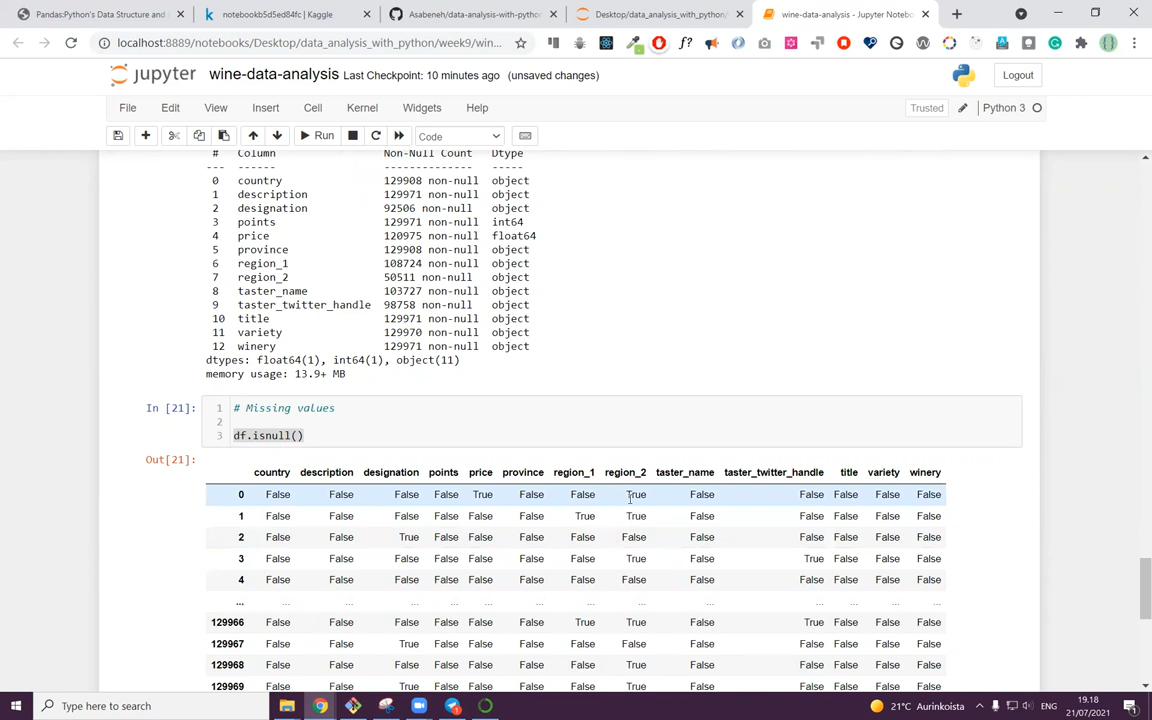 Pandas:Python's Data Structure and
notebookb5d5ed84fc | Kaggle
Asabeneh/data-analysis-with-python
Desktop/data_analysis_with_python/
wine-data-analysis - Jupyter Notebo
localhost:8889/notebooks/Desktop/data_analysis_with_python/week9/win...
jupyter wine-data-analysis Last Checkpoint: 10 minutes ago (unsaved changes) Logout
File Edit View Insert Cell Kernel Widgets Help Trusted Python 3
Run Code
# Column Non-Null Count Dtype
--- ------ -------------- -----
0 country 129908 non-null object
1 description 129971 non-null object
2 designation 92506 non-null object
3 points 129971 non-null int64
4 price 120975 non-null float64
5 province 129908 non-null object
6 region_1 108724 non-null object
7 region_2 50511 non-null object
8 taster_name 103727 non-null object
9 taster_twitter_handle 98758 non-null object
10 title 129971 non-null object
11 variety 129970 non-null object
12 winery 129971 non-null object
dtypes: float64(1), int64(1), object(11)
memory usage: 13.9+ MB
In [21]: 1 # Missing values
2
3 df.isnull()
Out[21]:
country description designation points price province region_1 region_2 taster_name taster_twitter_handle title variety winery
0 False False False False True False False True False False False False False
1 False False False False False False True True False False False False False
2 False False True False False False False False False False False False False
3 False False False False False False False True False True False False False
4 False False False False False False False False False False False False False
... ... ... ... ... ... ... ... ... ... ... ... ... ...
129966 False False False False False False True True False True False False False
129967 False False True False False False False False False False False False False
129968 False False False False False False False True False False False False False
129969 False False True False False False False True False False False False False
Type here to search
21°C Aurinkoista
ENG
19.18
21/07/2021